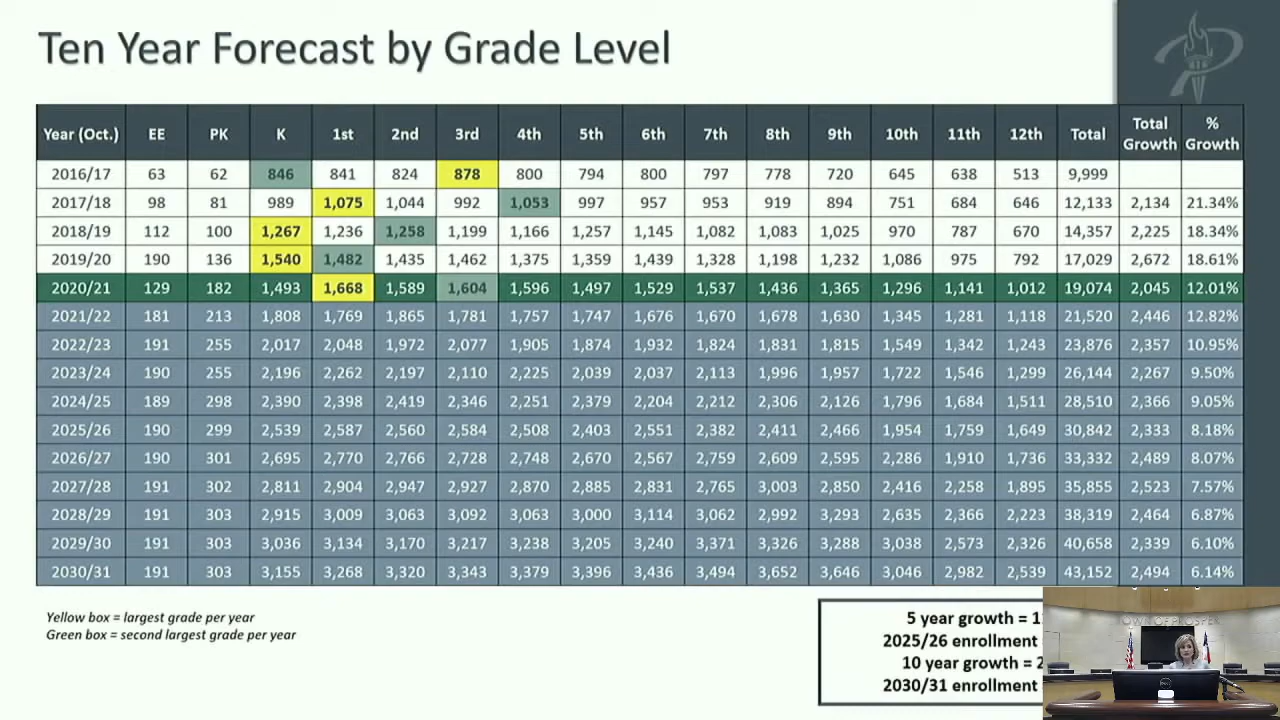 Ten Year Forecast by Grade Level
Year (Oct.) EE PK K 1st 2nd 3rd 4th 5th 6th 7th 8th 9th 10th 11th 12th Total Total Growth % Growth
2016/17 63 62 846 841 824 878 800 794 800 797 778 720 645 638 513 9,999
2017/18 98 81 989 1,075 1,044 992 1,053 997 957 953 919 894 751 684 646 12,133 2,134 21.34%
2018/19 112 100 1,267 1,236 1,258 1,199 1,166 1,257 1,145 1,082 1,083 1,025 970 787 670 14,357 2,225 18.34%
2019/20 190 136 1,540 1,482 1,435 1,462 1,375 1,359 1,439 1,328 1,198 1,232 1,086 975 792 17,029 2,672 18.61%
2020/21 129 182 1,493 1,668 1,589 1,604 1,596 1,497 1,529 1,537 1,436 1,365 1,296 1,141 1,012 19,074 2,045 12.01%
2021/22 181 213 1,808 1,769 1,865 1,781 1,757 1,747 1,676 1,670 1,678 1,630 1,345 1,281 1,118 21,520 2,446 12.82%
2022/23 191 255 2,017 2,048 1,972 2,077 1,905 1,874 1,932 1,824 1,831 1,815 1,549 1,342 1,243 23,876 2,357 10.95%
2023/24 190 255 2,196 2,262 2,197 2,110 2,225 2,039 2,037 2,113 1,996 1,957 1,722 1,546 1,299 26,144 2,267 9.50%
2024/25 189 298 2,390 2,398 2,419 2,346 2,251 2,379 2,204 2,212 2,306 2,126 1,796 1,684 1,511 28,510 2,366 9.05%
2025/26 190 299 2,539 2,587 2,560 2,584 2,508 2,403 2,551 2,382 2,411 2,466 1,954 1,759 1,649 30,842 2,333 8.18%
2026/27 190 301 2,695 2,770 2,766 2,728 2,748 2,670 2,567 2,759 2,609 2,595 2,286 1,910 1,736 33,332 2,489 8.07%
2027/28 191 302 2,811 2,904 2,947 2,927 2,870 2,885 2,831 2,765 3,003 2,850 2,416 2,258 1,895 35,855 2,523 7.57%
2028/29 191 303 2,915 3,009 3,063 3,092 3,063 3,000 3,114 3,062 2,992 3,293 2,635 2,366 2,223 38,319 2,464 6.87%
2029/30 191 303 3,036 3,134 3,170 3,217 3,238 3,205 3,240 3,371 3,326 3,288 3,038 2,573 2,326 40,658 2,339 6.10%
2030/31 191 303 3,155 3,268 3,320 3,343 3,379 3,396 3,436 3,494 3,652 3,646 3,046 2,982 2,539 43,152 2,494 6.14%
Yellow box = largest grade per year
Green box = second largest grade per year
5 year growth =
2025/26 enrollment
10 year growth = 2
2030/31 enrollment
TOWN OF PROSPER